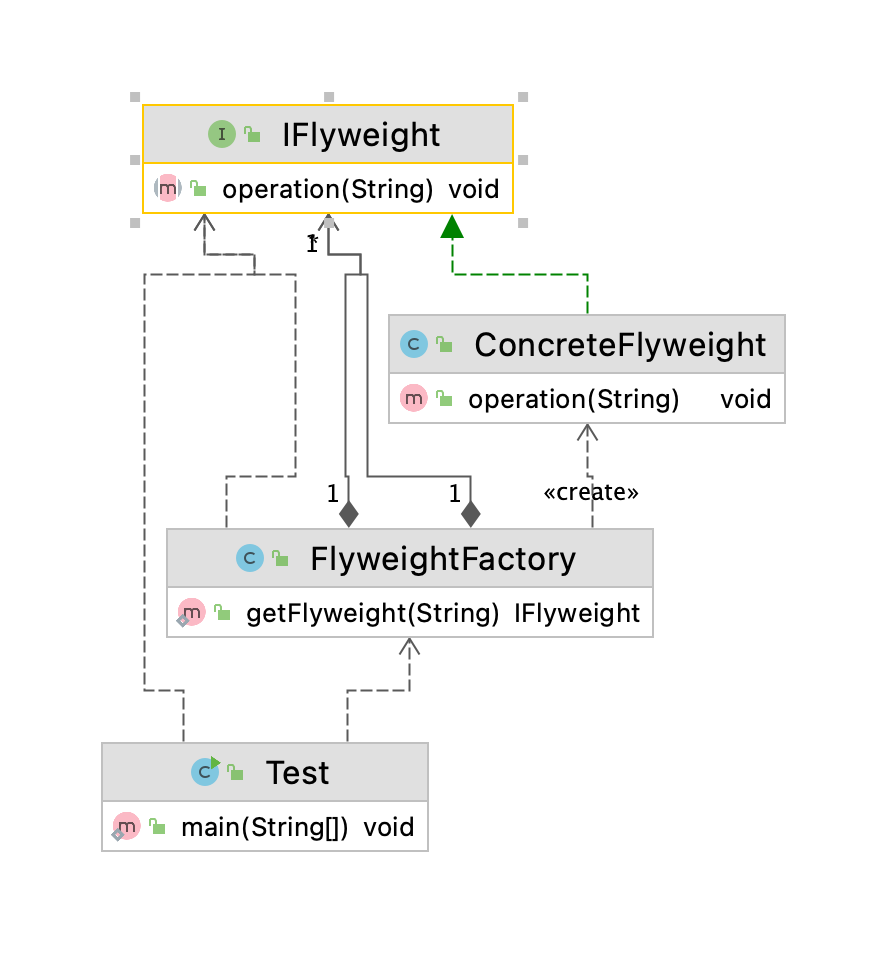 I IFlyweight
m operation(String) void
1
C ConcreteFlyweight
m operation(String) void
1 1 «create»
C FlyweightFactory
m getFlyweight(String) IFlyweight
C Test
m main(String[]) void